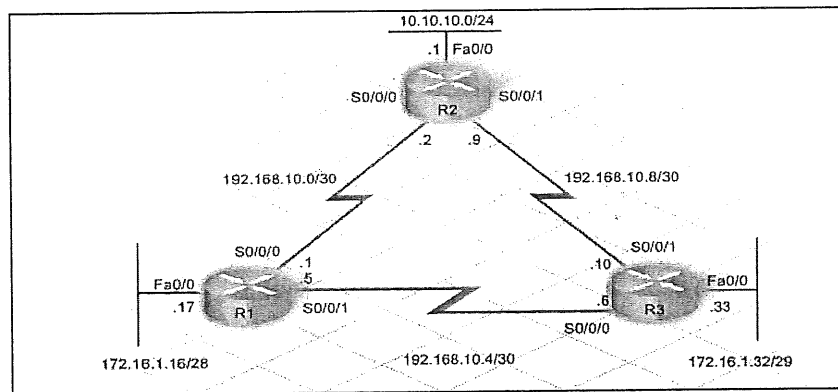 10.10.10.0/24
.1 Fa0/0
S0/0/0 S0/0/1
R2
.2 .9
192.168.10.0/30 192.168.10.8/30
S0/0/0 S0/0/1
.1 .10
Fa0/0 .5 Fa0/0
.17 .6 .33
R1 S0/0/1 R3
S0/0/0
172.16.1.16/28 192.168.10.4/30 172.16.1.32/29